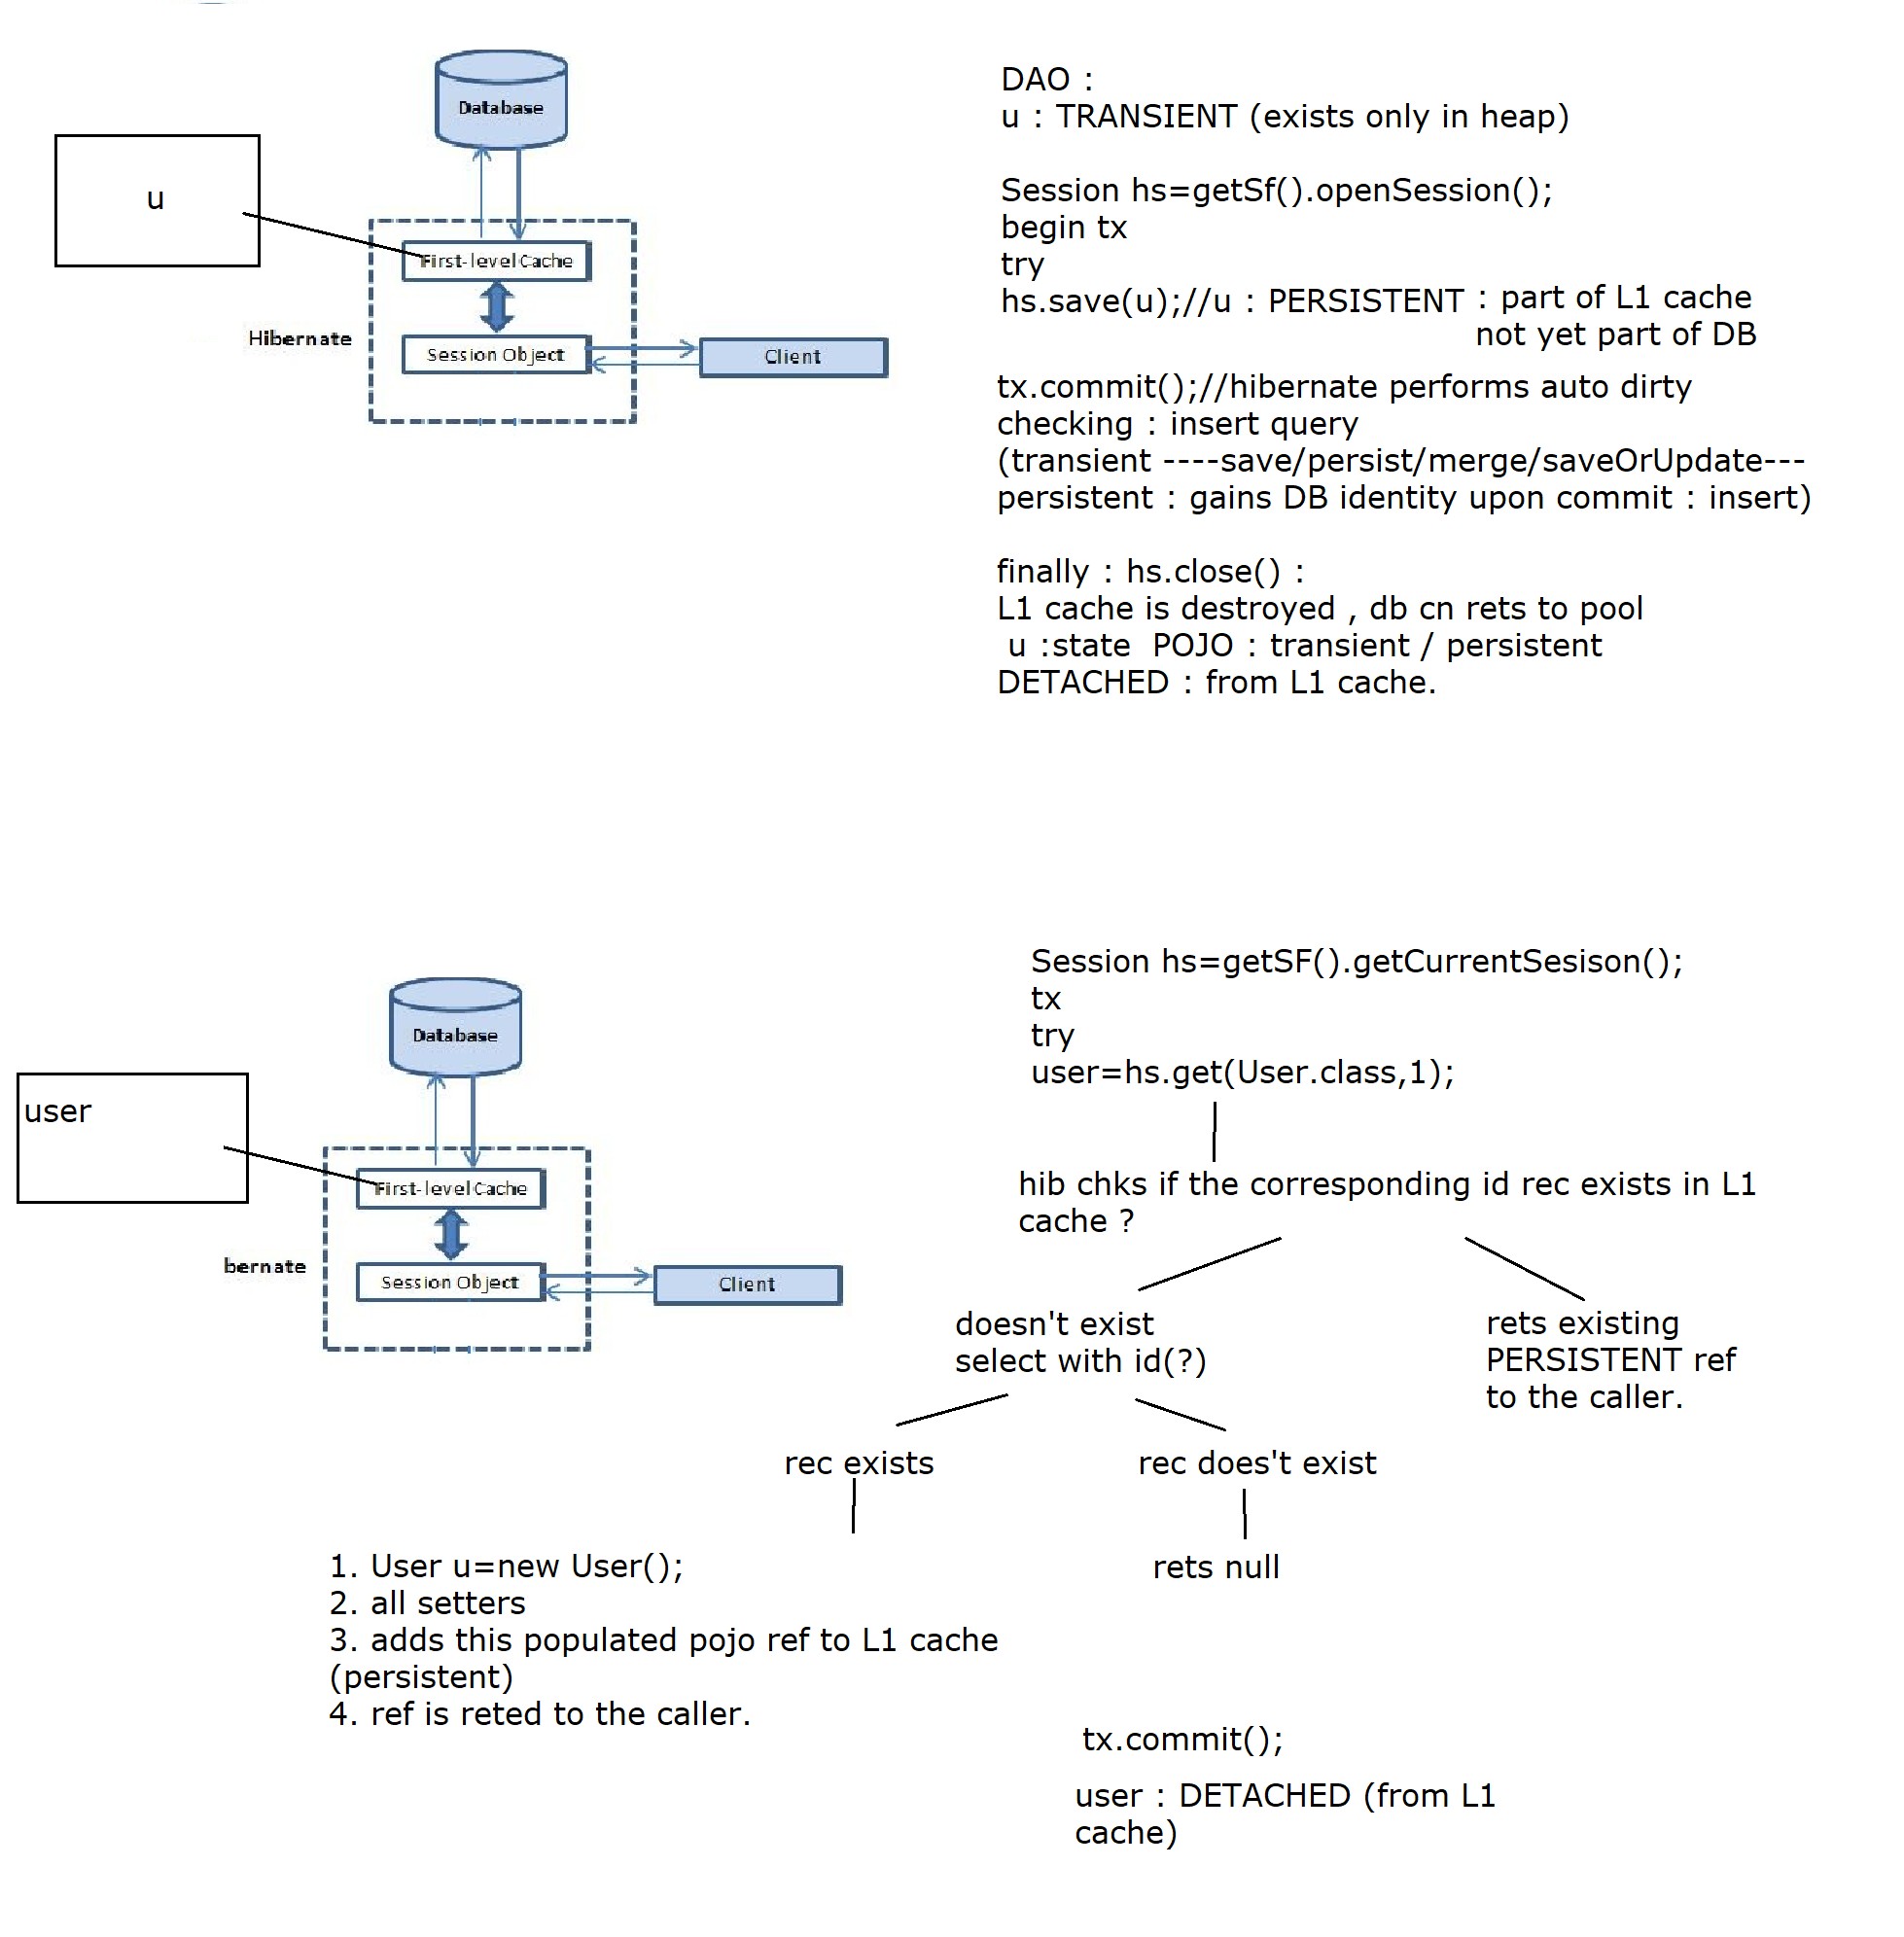 Database
u
First-level Cache
Hibernate
Session Object
Client
DAO :
u : TRANSIENT (exists only in heap)
Session hs=getSf().openSession();
begin tx
try
hs.save(u);//u : PERSISTENT : part of L1 cache
not yet part of DB
tx.commit();//hibernate performs auto dirty
checking : insert query
(transient ----save/persist/merge/saveOrUpdate---
persistent : gains DB identity upon commit : insert)
finally : hs.close() :
L1 cache is destroyed , db cn rets to pool
u :state  POJO : transient / persistent
DETACHED : from L1 cache.
Database
user
First-level Cache
bernate
Session Object
Client
Session hs=getSF().getCurrentSesison();
tx
try
user=hs.get(User.class,1);
hib chks if the corresponding id rec exists in L1
cache ?
doesn't exist
select with id(?)
rets existing
PERSISTENT ref
to the caller.
rec exists
rec does't exist
rets null
1. User u=new User();
2. all setters
3. adds this populated pojo ref to L1 cache
(persistent)
4. ref is reted to the caller.
tx.commit();
user : DETACHED (from L1
cache)